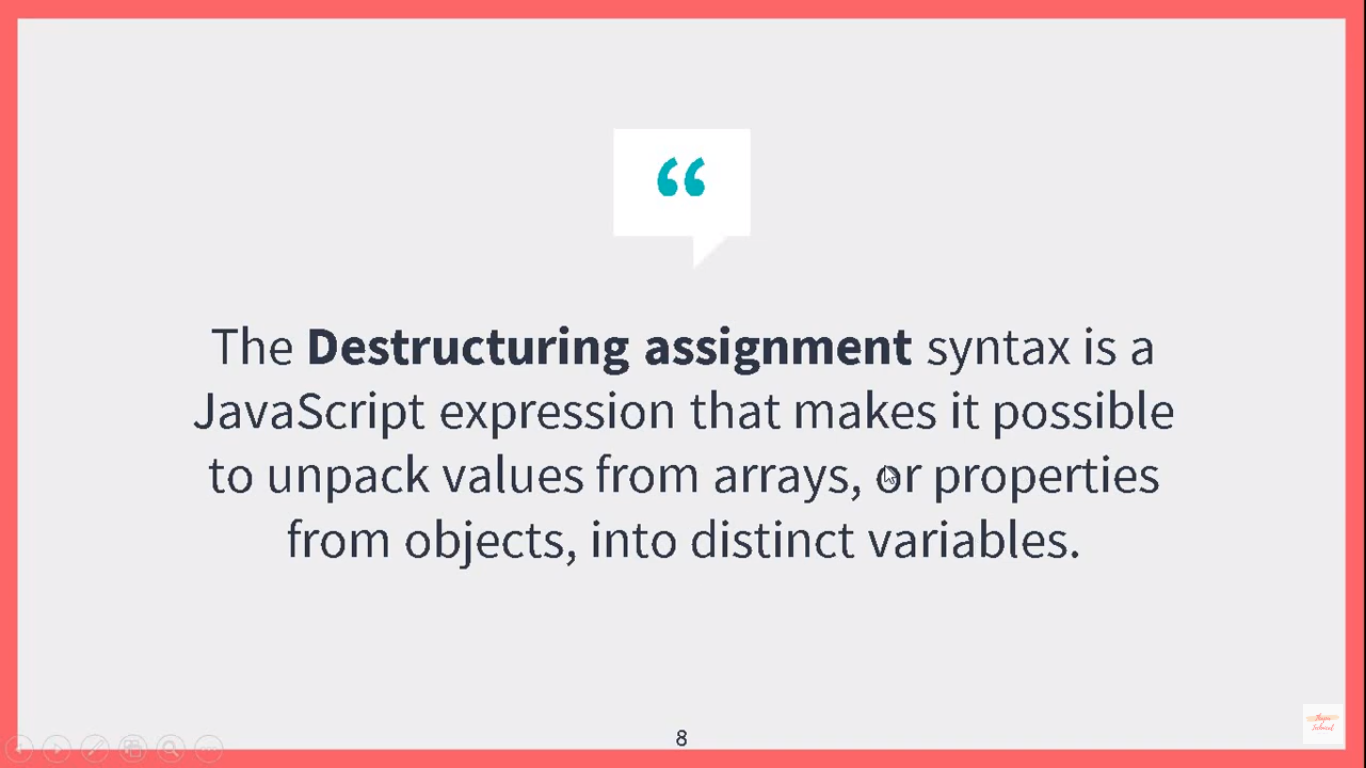 “
The Destructuring assignment syntax is a
JavaScript expression that makes it possible
to unpack values from arrays, or properties
from objects, into distinct variables.
8
Technical